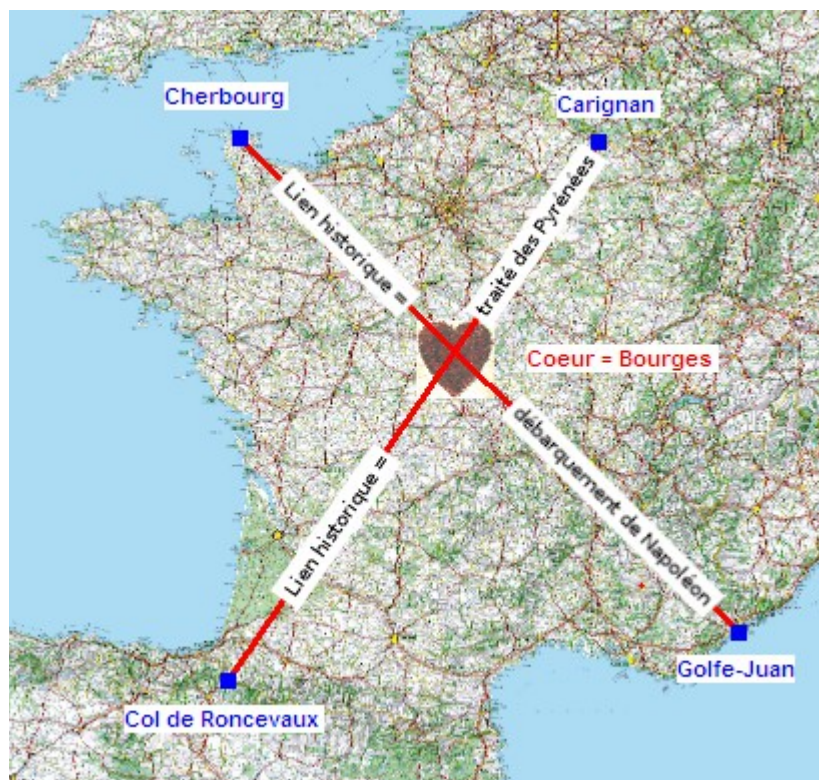 Cherbourg
Carignan
Lien historique =
traité des Pyrénées
Coeur = Bourges
Lien historique =
débarquement de Napoléon
Golfe-Juan
Col de Roncevaux